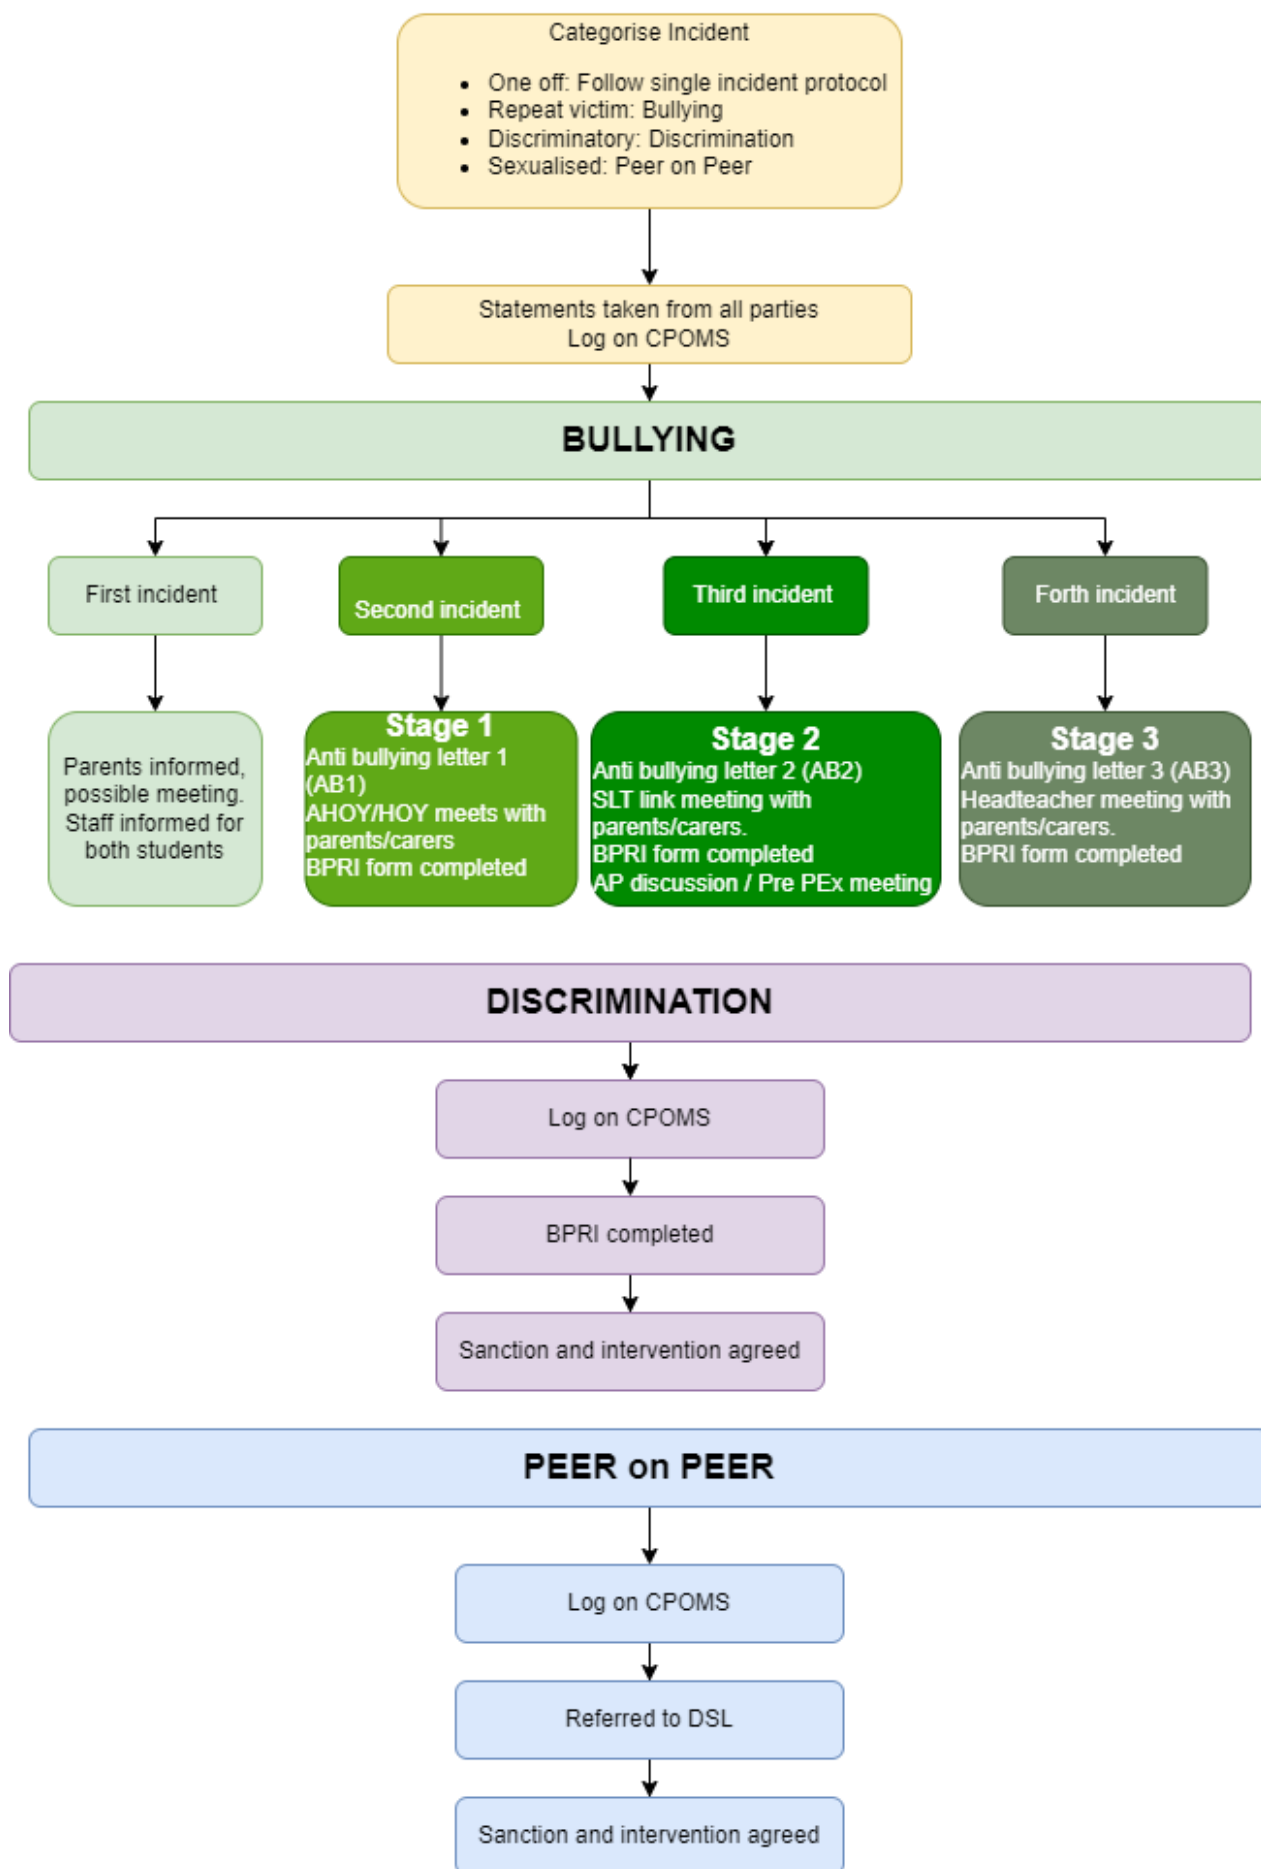 Categorise Incident
• One off: Follow single incident protocol
• Repeat victim: Bullying
• Discriminatory: Discrimination
• Sexualised: Peer on Peer
Statements taken from all parties
Log on CPOMS
BULLYING
First incident
Second incident
Third incident
Forth incident
Parents informed,
possible meeting.
Staff informed for
both students
Stage 1
Anti bullying letter 1
(AB1)
AHOY/HOY meets with
parents/carers
BPRI form completed
Stage 2
Anti bullying letter 2 (AB2)
SLT link meeting with
parents/carers.
BPRI form completed
AP discussion / Pre PEx meeting
Stage 3
Anti bullying letter 3 (AB3)
Headteacher meeting with
parents/carers.
BPRI form completed
DISCRIMINATION
Log on CPOMS
BPRI completed
Sanction and intervention agreed
PEER on PEER
Log on CPOMS
Referred to DSL
Sanction and intervention agreed